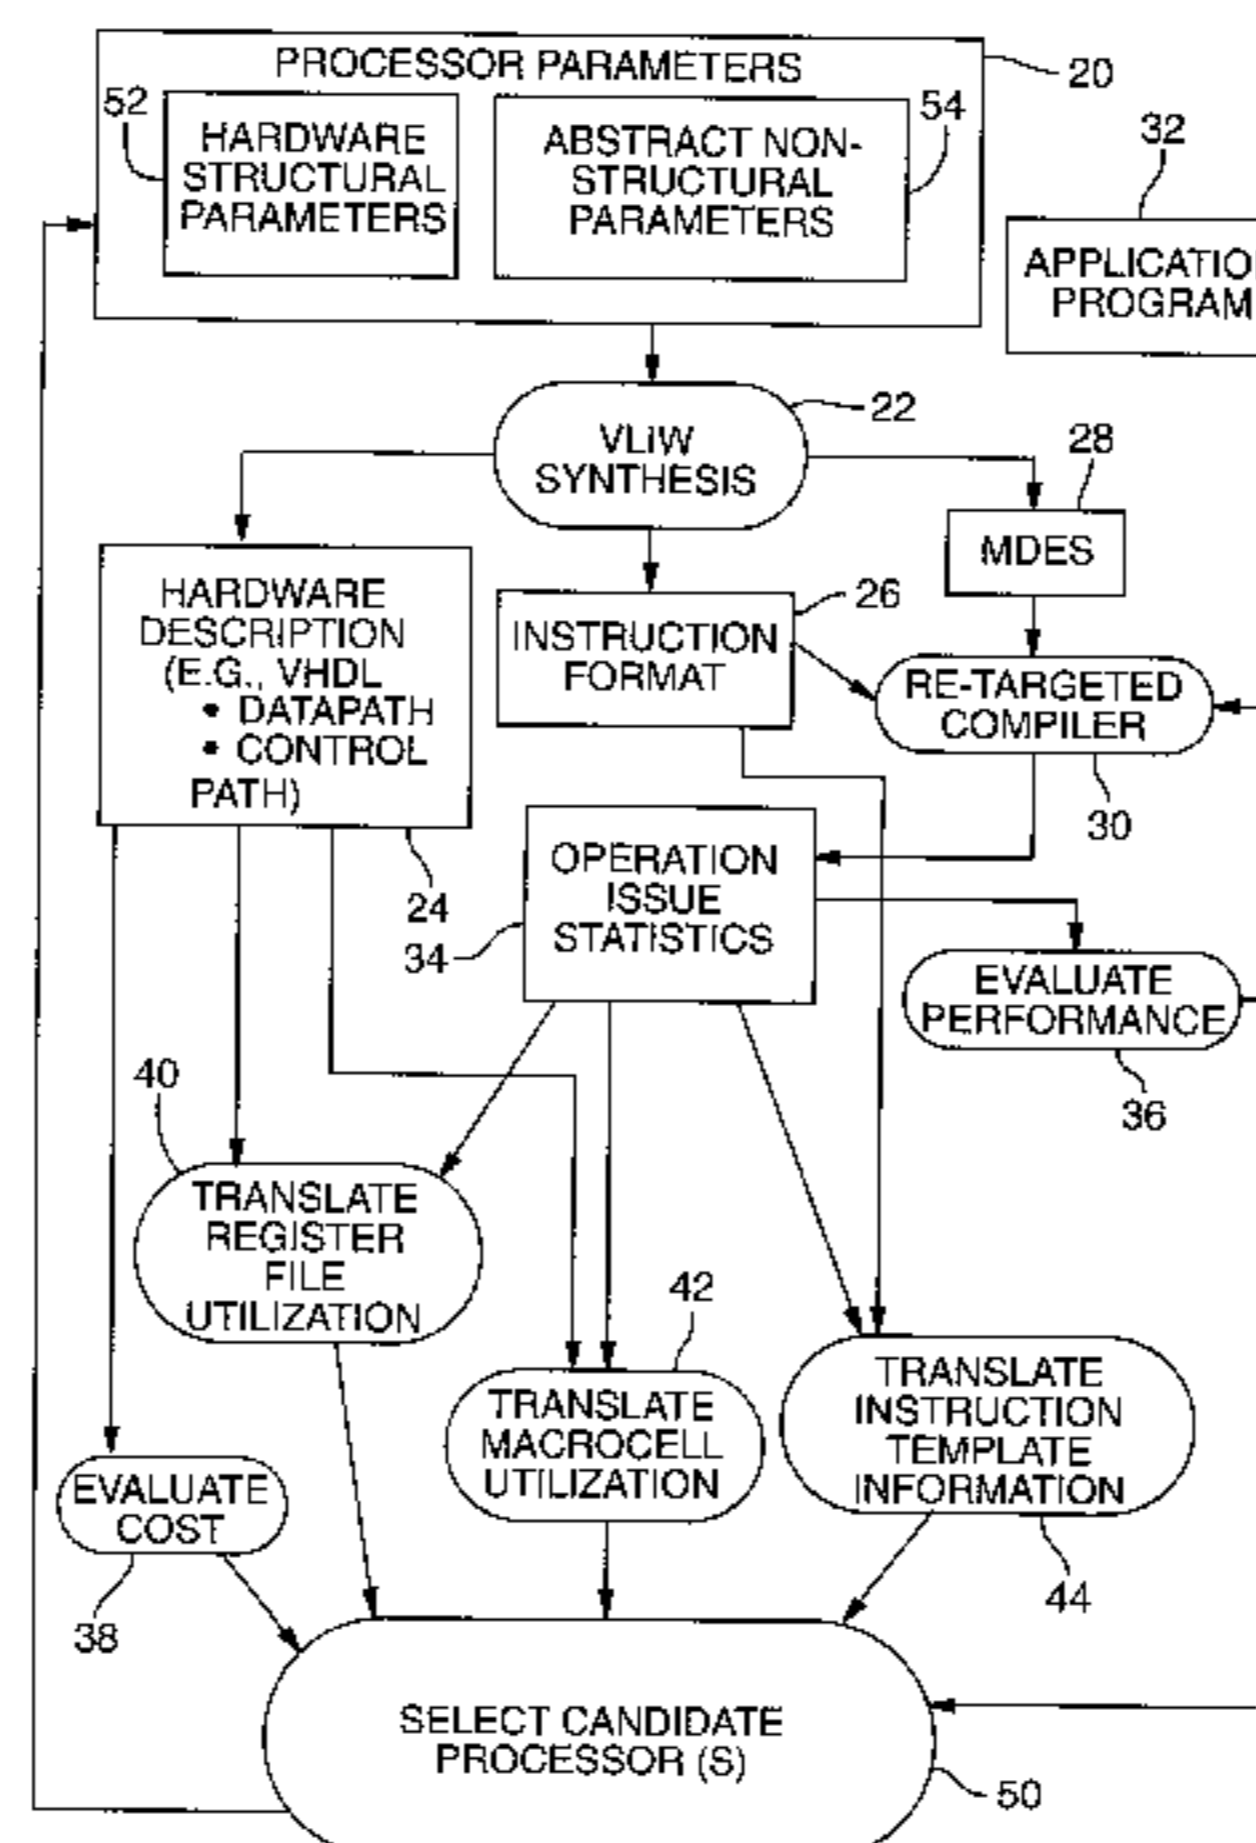 PROCESSOR PARAMETERS
20
52
HARDWARE
STRUCTURAL
PARAMETERS
54
ABSTRACT NON-
STRUCTURAL
PARAMETERS
32
APPLICATIO
PROGRAM
22
VLiW
SYNTHESIS
28
MDES
HARDWARE
DESCRIPTION
(E.G., VHDL
• DATAPATH
• CONTROL
PATH)
24
26
INSTRUCTION
FORMAT
RE-TARGETED
COMPILER
30
OPERATION
ISSUE
STATISTICS
34
EVALUATE
PERFORMANCE
36
40
TRANSLATE
REGISTER
FILE
UTILIZATION
42
TRANSLATE
MACROCELL
UTILIZATION
TRANSLATE
INSTRUCTION
TEMPLATE
INFORMATION
44
EVALUATE
COST
38
SELECT CANDIDATE
PROCESSOR (S)
50